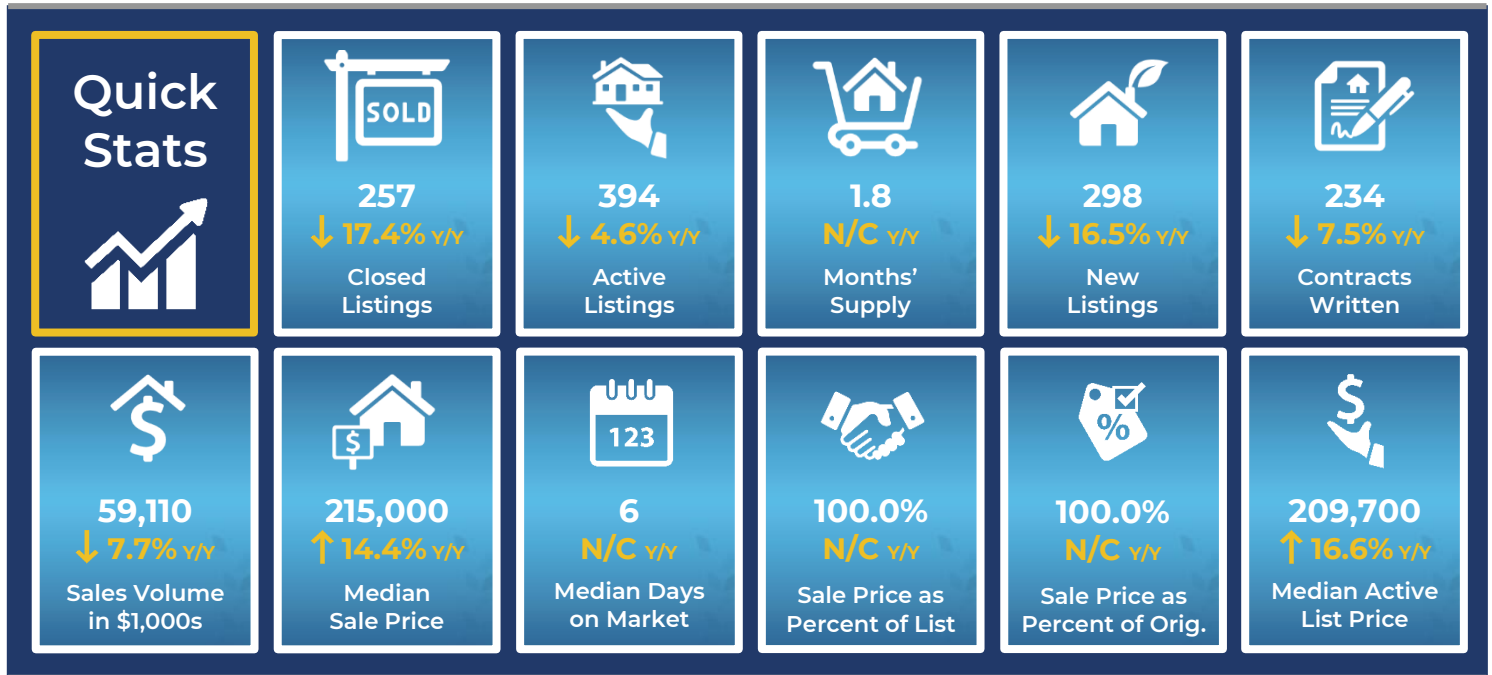 Quick
Stats
SOLD
257
↓ 17.4% Y/Y
Closed
Listings
394
↓ 4.6% Y/Y
Active
Listings
1.8
N/C Y/Y
Months’
Supply
298
↓ 16.5% Y/Y
New
Listings
234
↓ 7.5% Y/Y
Contracts
Written
$
59,110
↓ 7.7% Y/Y
Sales Volume
in $1,000s
$
215,000
↑ 14.4% Y/Y
Median
Sale Price
123
6
N/C Y/Y
Median Days
on Market
100.0%
N/C Y/Y
Sale Price as
Percent of List
%
100.0%
N/C Y/Y
Sale Price as
Percent of Orig.
$
209,700
↑ 16.6% Y/Y
Median Active
List Price